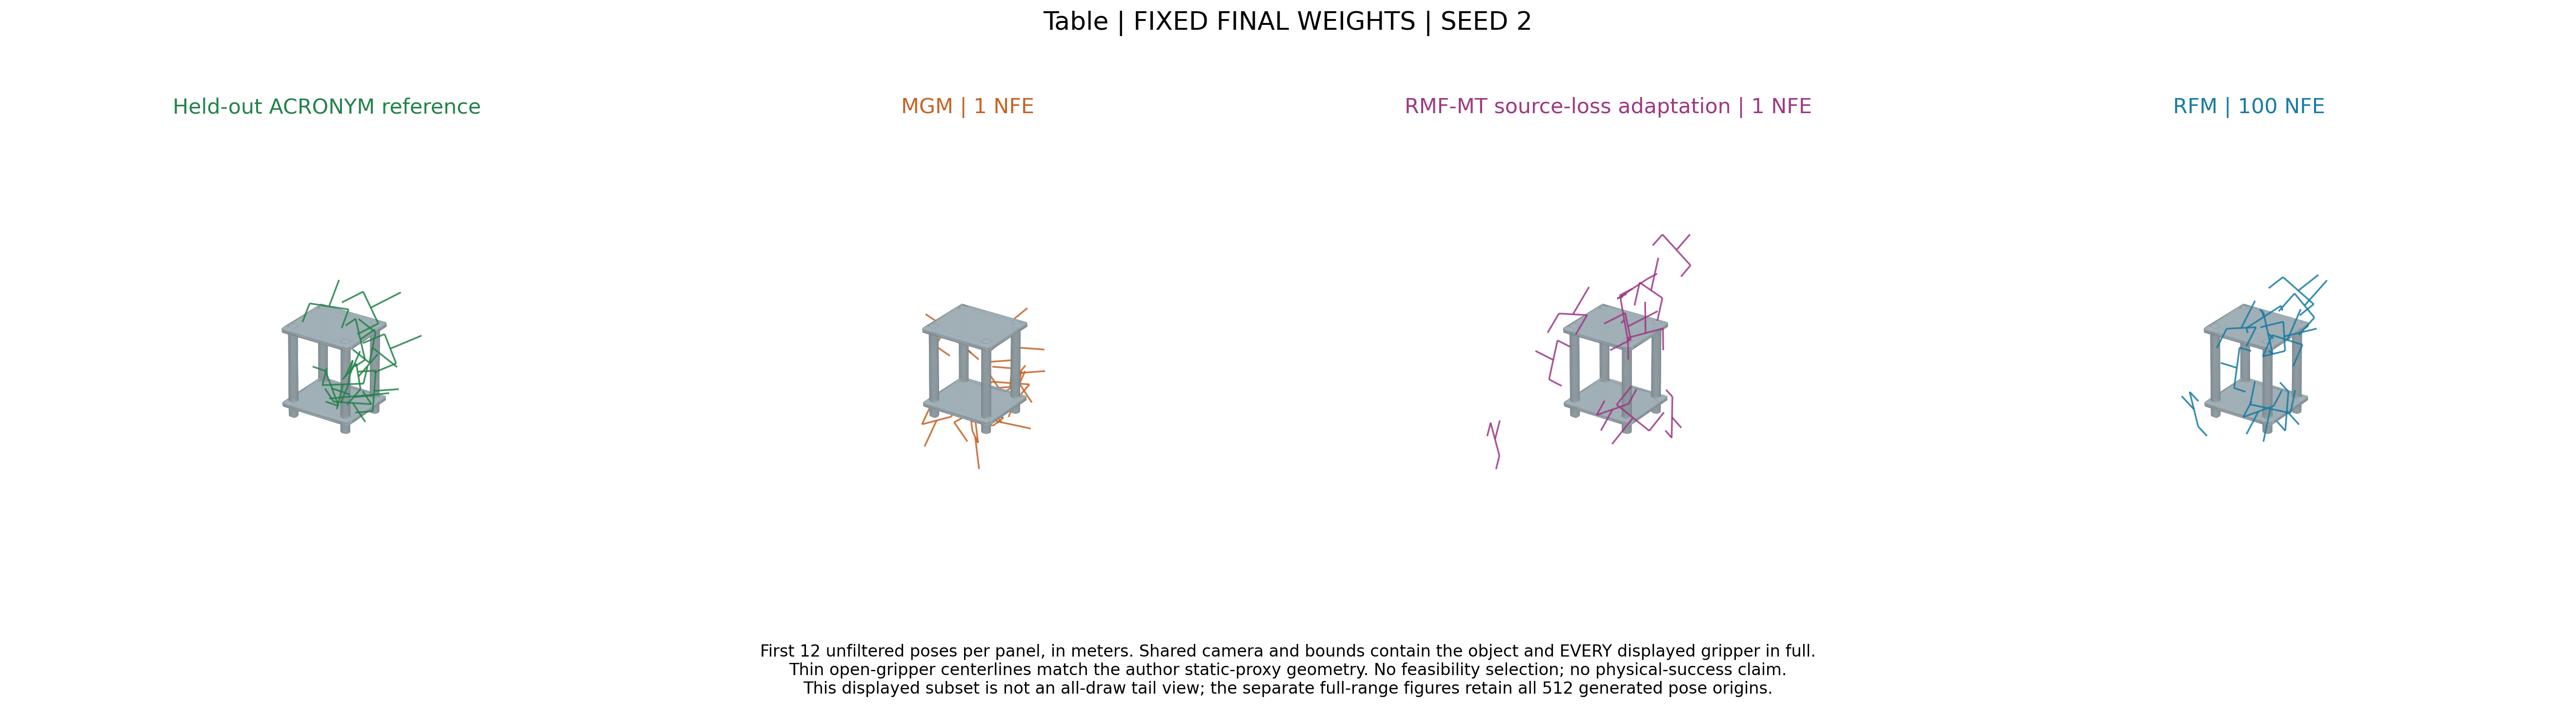 Table | FIXED FINAL WEIGHTS | SEED 2
Held-out ACRONYM reference
MGM | 1 NFE
RMF-MT source-loss adaptation | 1 NFE
RFM | 100 NFE
First 12 unfiltered poses per panel, in meters. Shared camera and bounds contain the object and EVERY displayed gripper in full.
Thin open-gripper centerlines match the author static-proxy geometry. No feasibility selection; no physical-success claim.
This displayed subset is not an all-draw tail view; the separate full-range figures retain all 512 generated pose origins.